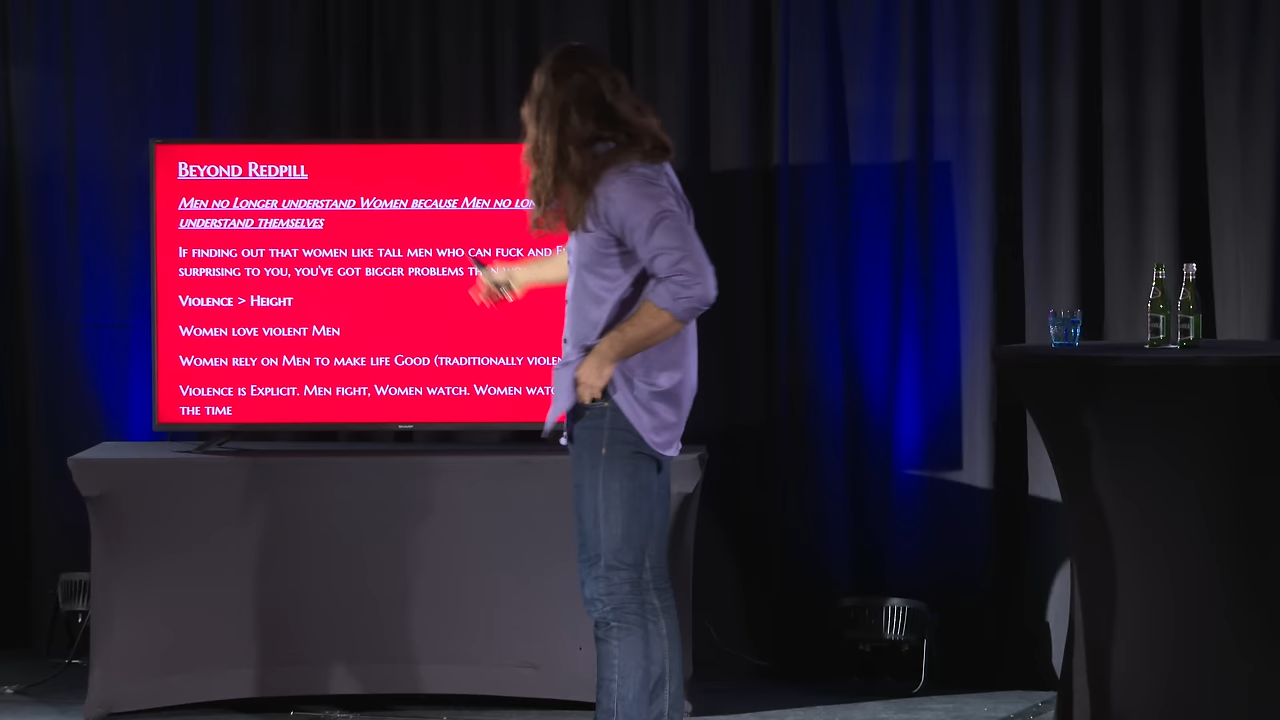 Beyond Redpill
Men no Longer understand Women because Men no
understand themselves
If finding out that women like tall men who can fuck and
surprising to you, you've got bigger problems
Violence > Height
Women love violent Men
Women rely on Men to make life Good (traditionally
Violence is Explicit. Men fight, Women watch. Women
the time
SHARP